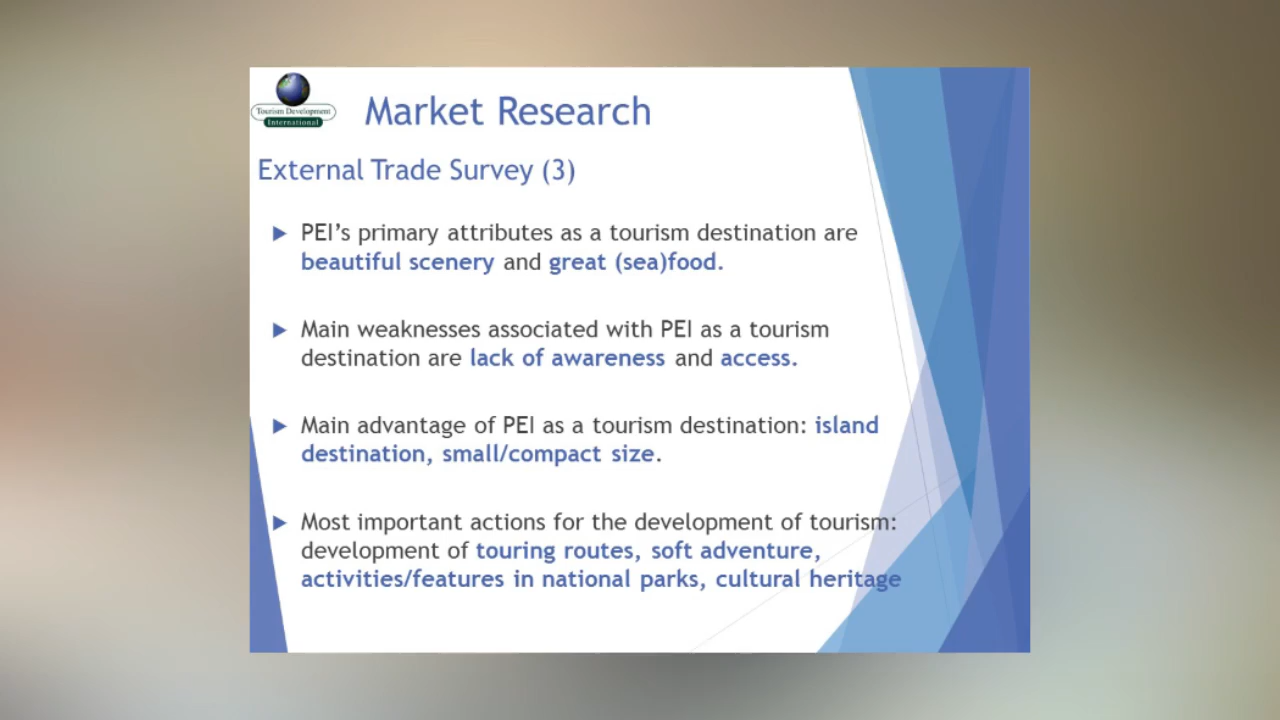 Tourism Development
International
Market Research
External Trade Survey (3)
PEI’s primary attributes as a tourism destination are
beautiful scenery and great (sea)food.
Main weaknesses associated with PEI as a tourism
destination are lack of awareness and access.
Main advantage of PEI as a tourism destination: island
destination, small/compact size.
Most important actions for the development of tourism:
development of touring routes, soft adventure,
activities/features in national parks, cultural heritage